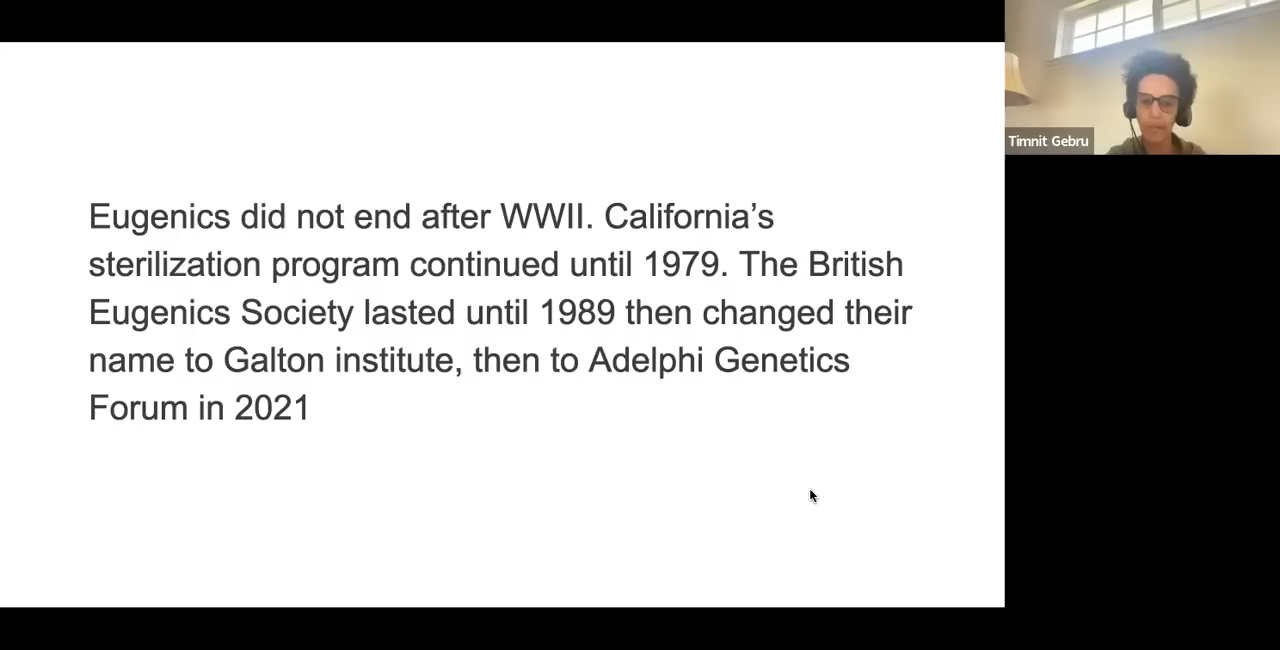 Eugenics did not end after WWII. California’s
sterilization program continued until 1979. The British
Eugenics Society lasted until 1989 then changed their
name to Galton institute, then to Adelphi Genetics
Forum in 2021
Timnit Gebru